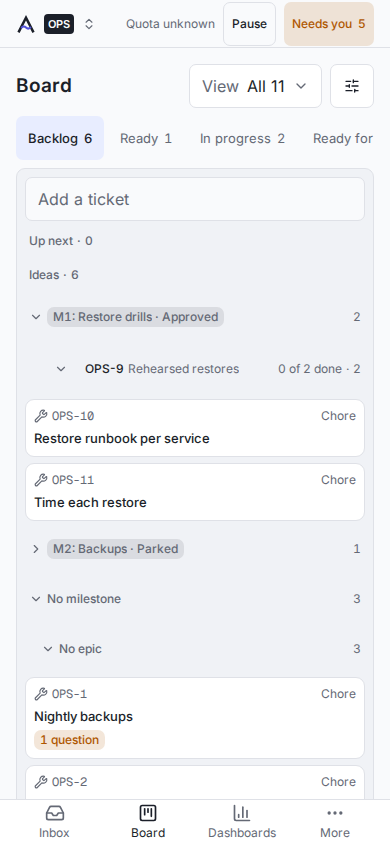 OPS Quota unknown Pause Needs you 5
Board View All 11
Backlog 6 Ready 1 In progress 2 Ready for
Add a ticket
Up next · 0
Ideas · 6
M1: Restore drills · Approved 2
OPS-9 Rehearsed restores 0 of 2 done · 2
OPS-10 Chore
Restore runbook per service
OPS-11 Chore
Time each restore
M2: Backups · Parked 1
No milestone 3
No epic 3
OPS-1 Chore
Nightly backups
1 question
OPS-2 Chore
Inbox Board Dashboards More